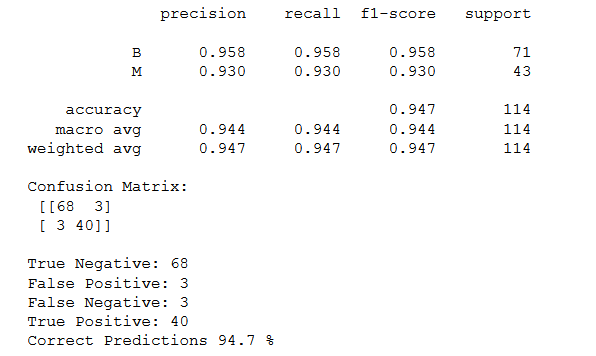 precision recall f1-score support
B 0.958 0.958 0.958 71
M 0.930 0.930 0.930 43
accuracy 0.947 114
macro avg 0.944 0.944 0.944 114
weighted avg 0.947 0.947 0.947 114
Confusion Matrix:
[[68 3]
[ 3 40]]
True Negative: 68
False Positive: 3
False Negative: 3
True Positive: 40
Correct Predictions 94.7 %